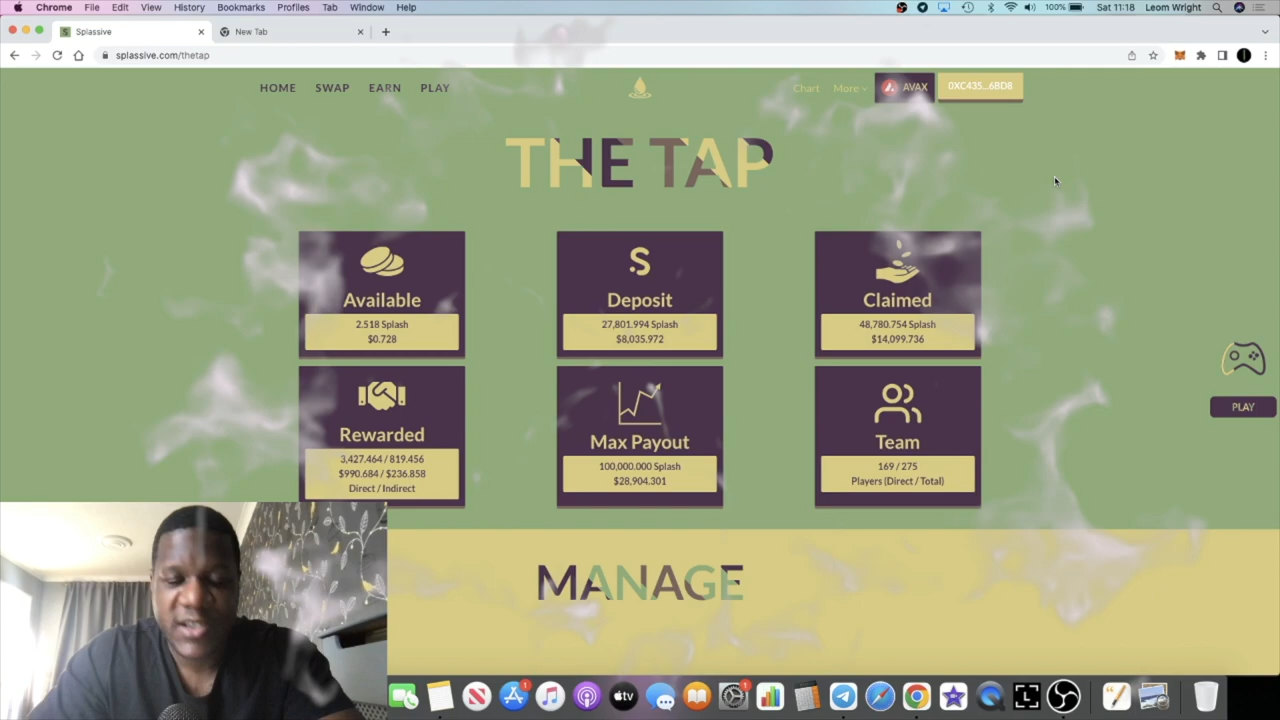 Chrome File Edit View History Bookmarks Profiles Tab Window Help 100% Sat 11:18 Leom Wright
Splassive New Tab
splassive.com/thetap
HOME SWAP EARN PLAY Chart More AVAX 0XC435...6BD8
THE TAP
Available
2.518 Splash
$0.728
Deposit
27,801.994 Splash
$8,035.972
Claimed
48,780.754 Splash
$14,099.736
Rewarded
3,427.464 / 819.456
$990.684 / $236.858
Direct / Indirect
Max Payout
100,000.000 Splash
$28,904.301
Team
169 / 275
Players (Direct / Total)
PLAY
MANAGE
1
tv
1
L